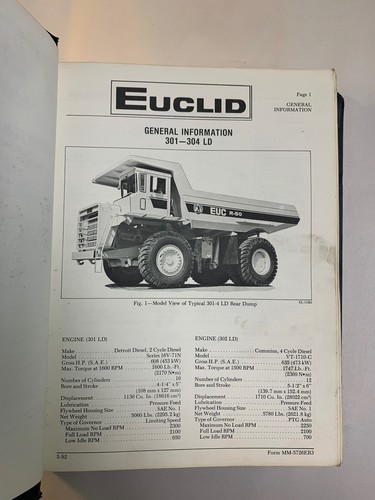 Page 1
EUCLID
GENERAL
INFORMATION
GENERAL INFORMATION
301—304 LD
EUC R-50
Fig. 1—Model View of Typical 301-4 LD Rear Dump
ENGINE (301 LD)
Make Detroit Diesel, 2 Cycle Diesel
Model Series 16V-71N
Gross H.P. (S.A.E.) 608 (453 kW)
Max. Torque at 1600 RPM 1600 Lb.-Ft.
(2170 N•m)
Number of Cylinders 16
Bore and Stroke 4-1/4" x 5"
(108 mm x 127 mm)
Displacement 1136 Cu. In. (18616 cm³)
Lubrication Pressure Feed
Flywheel Housing Size SAE No. 1
Net Weight 5060 Lbs. (2295.2 kg)
Type of Governor Limiting Speed
Maximum No Load RPM 2300
Full Load RPM 2100
Low Idle RPM 600
ENGINE (302 LD)
Make Cummins, 4 Cycle Diesel
Model VT-1710-C
Gross H.P. (S.A.E.) 635 (473 kW)
Max. Torque at 1500 RPM 1747 Lb.-Ft.
(2369 N•m)
Number of Cylinders 12
Bore and Stroke 5-1/2" x 6"
(139.7 mm x 152.4 mm)
Displacement 1710 Cu. In. (28022 cm³)
Lubrication Pressure Feed
Flywheel Housing Size SAE No. 1
Net Weight 5780 Lbs. (2621.8 kg)
Type of Governor PTG Auto
Maximum No Load RPM 2250
Full Load RPM 2100
Low Idle RPM 700
5-82
Form MM-5726ER3